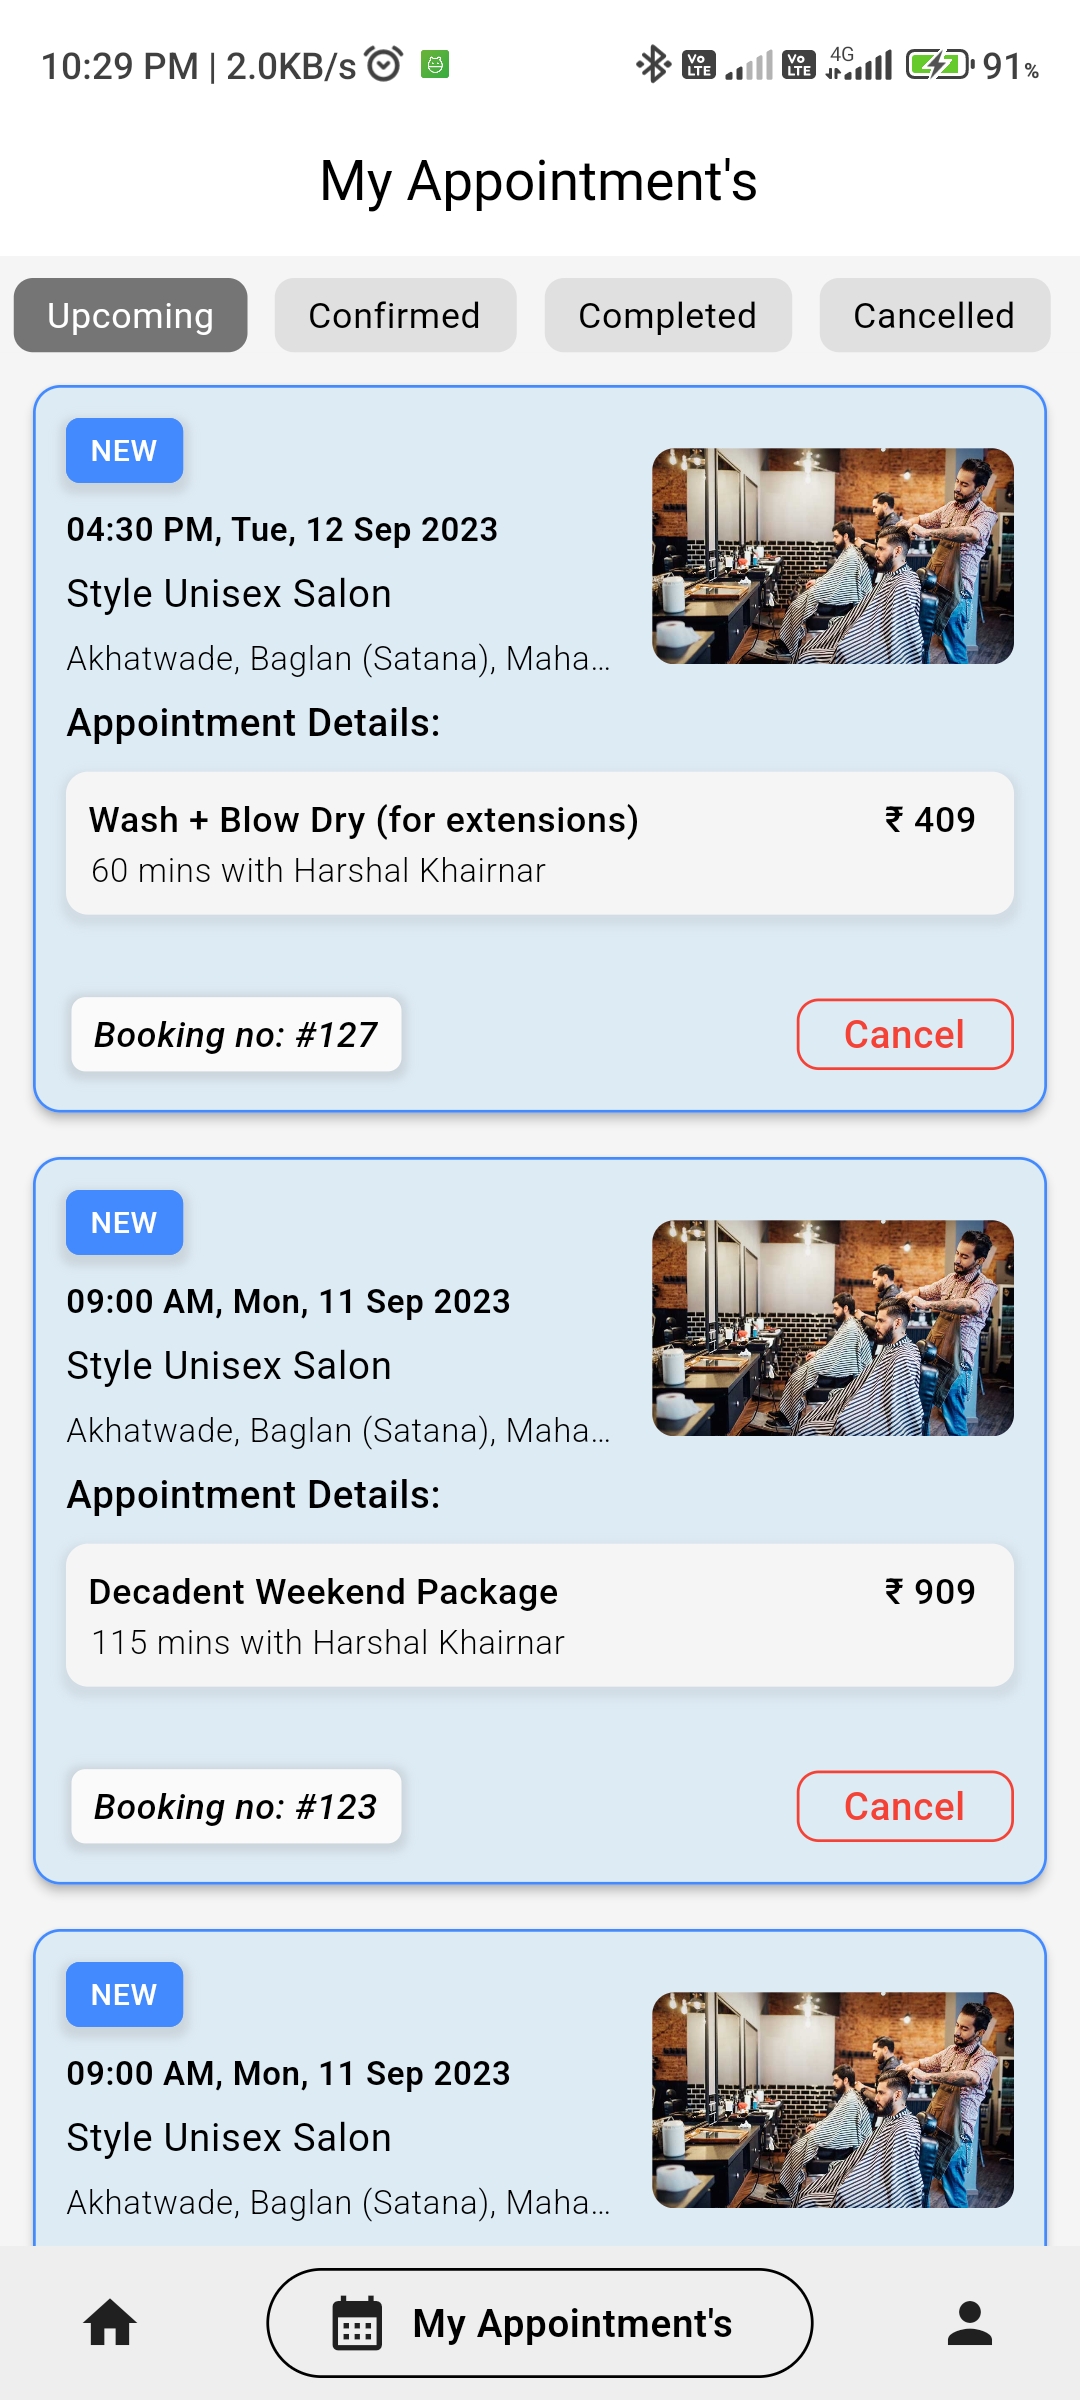 10:29 PM | 2.0KB/s Vo LTE Vo LTE 4G 91%
My Appointment's
Upcoming Confirmed Completed Cancelled
NEW
04:30 PM, Tue, 12 Sep 2023
Style Unisex Salon
Akhatwade, Baglan (Satana), Maha...
Appointment Details:
Wash + Blow Dry (for extensions) ₹ 409
60 mins with Harshal Khairnar
Booking no: #127 Cancel
NEW
09:00 AM, Mon, 11 Sep 2023
Style Unisex Salon
Akhatwade, Baglan (Satana), Maha...
Appointment Details:
Decadent Weekend Package ₹ 909
115 mins with Harshal Khairnar
Booking no: #123 Cancel
NEW
09:00 AM, Mon, 11 Sep 2023
Style Unisex Salon
Akhatwade, Baglan (Satana), Maha...
My Appointment's